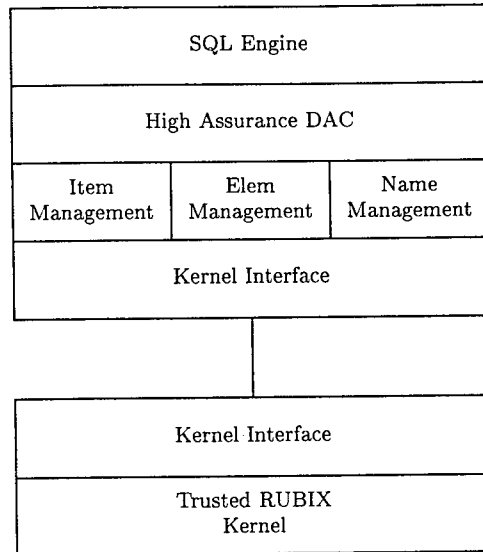 SQL Engine
High Assurance DAC
Item
Management
Elem
Management
Name
Management
Kernel Interface
Kernel Interface
Trusted RUBIX
Kernel